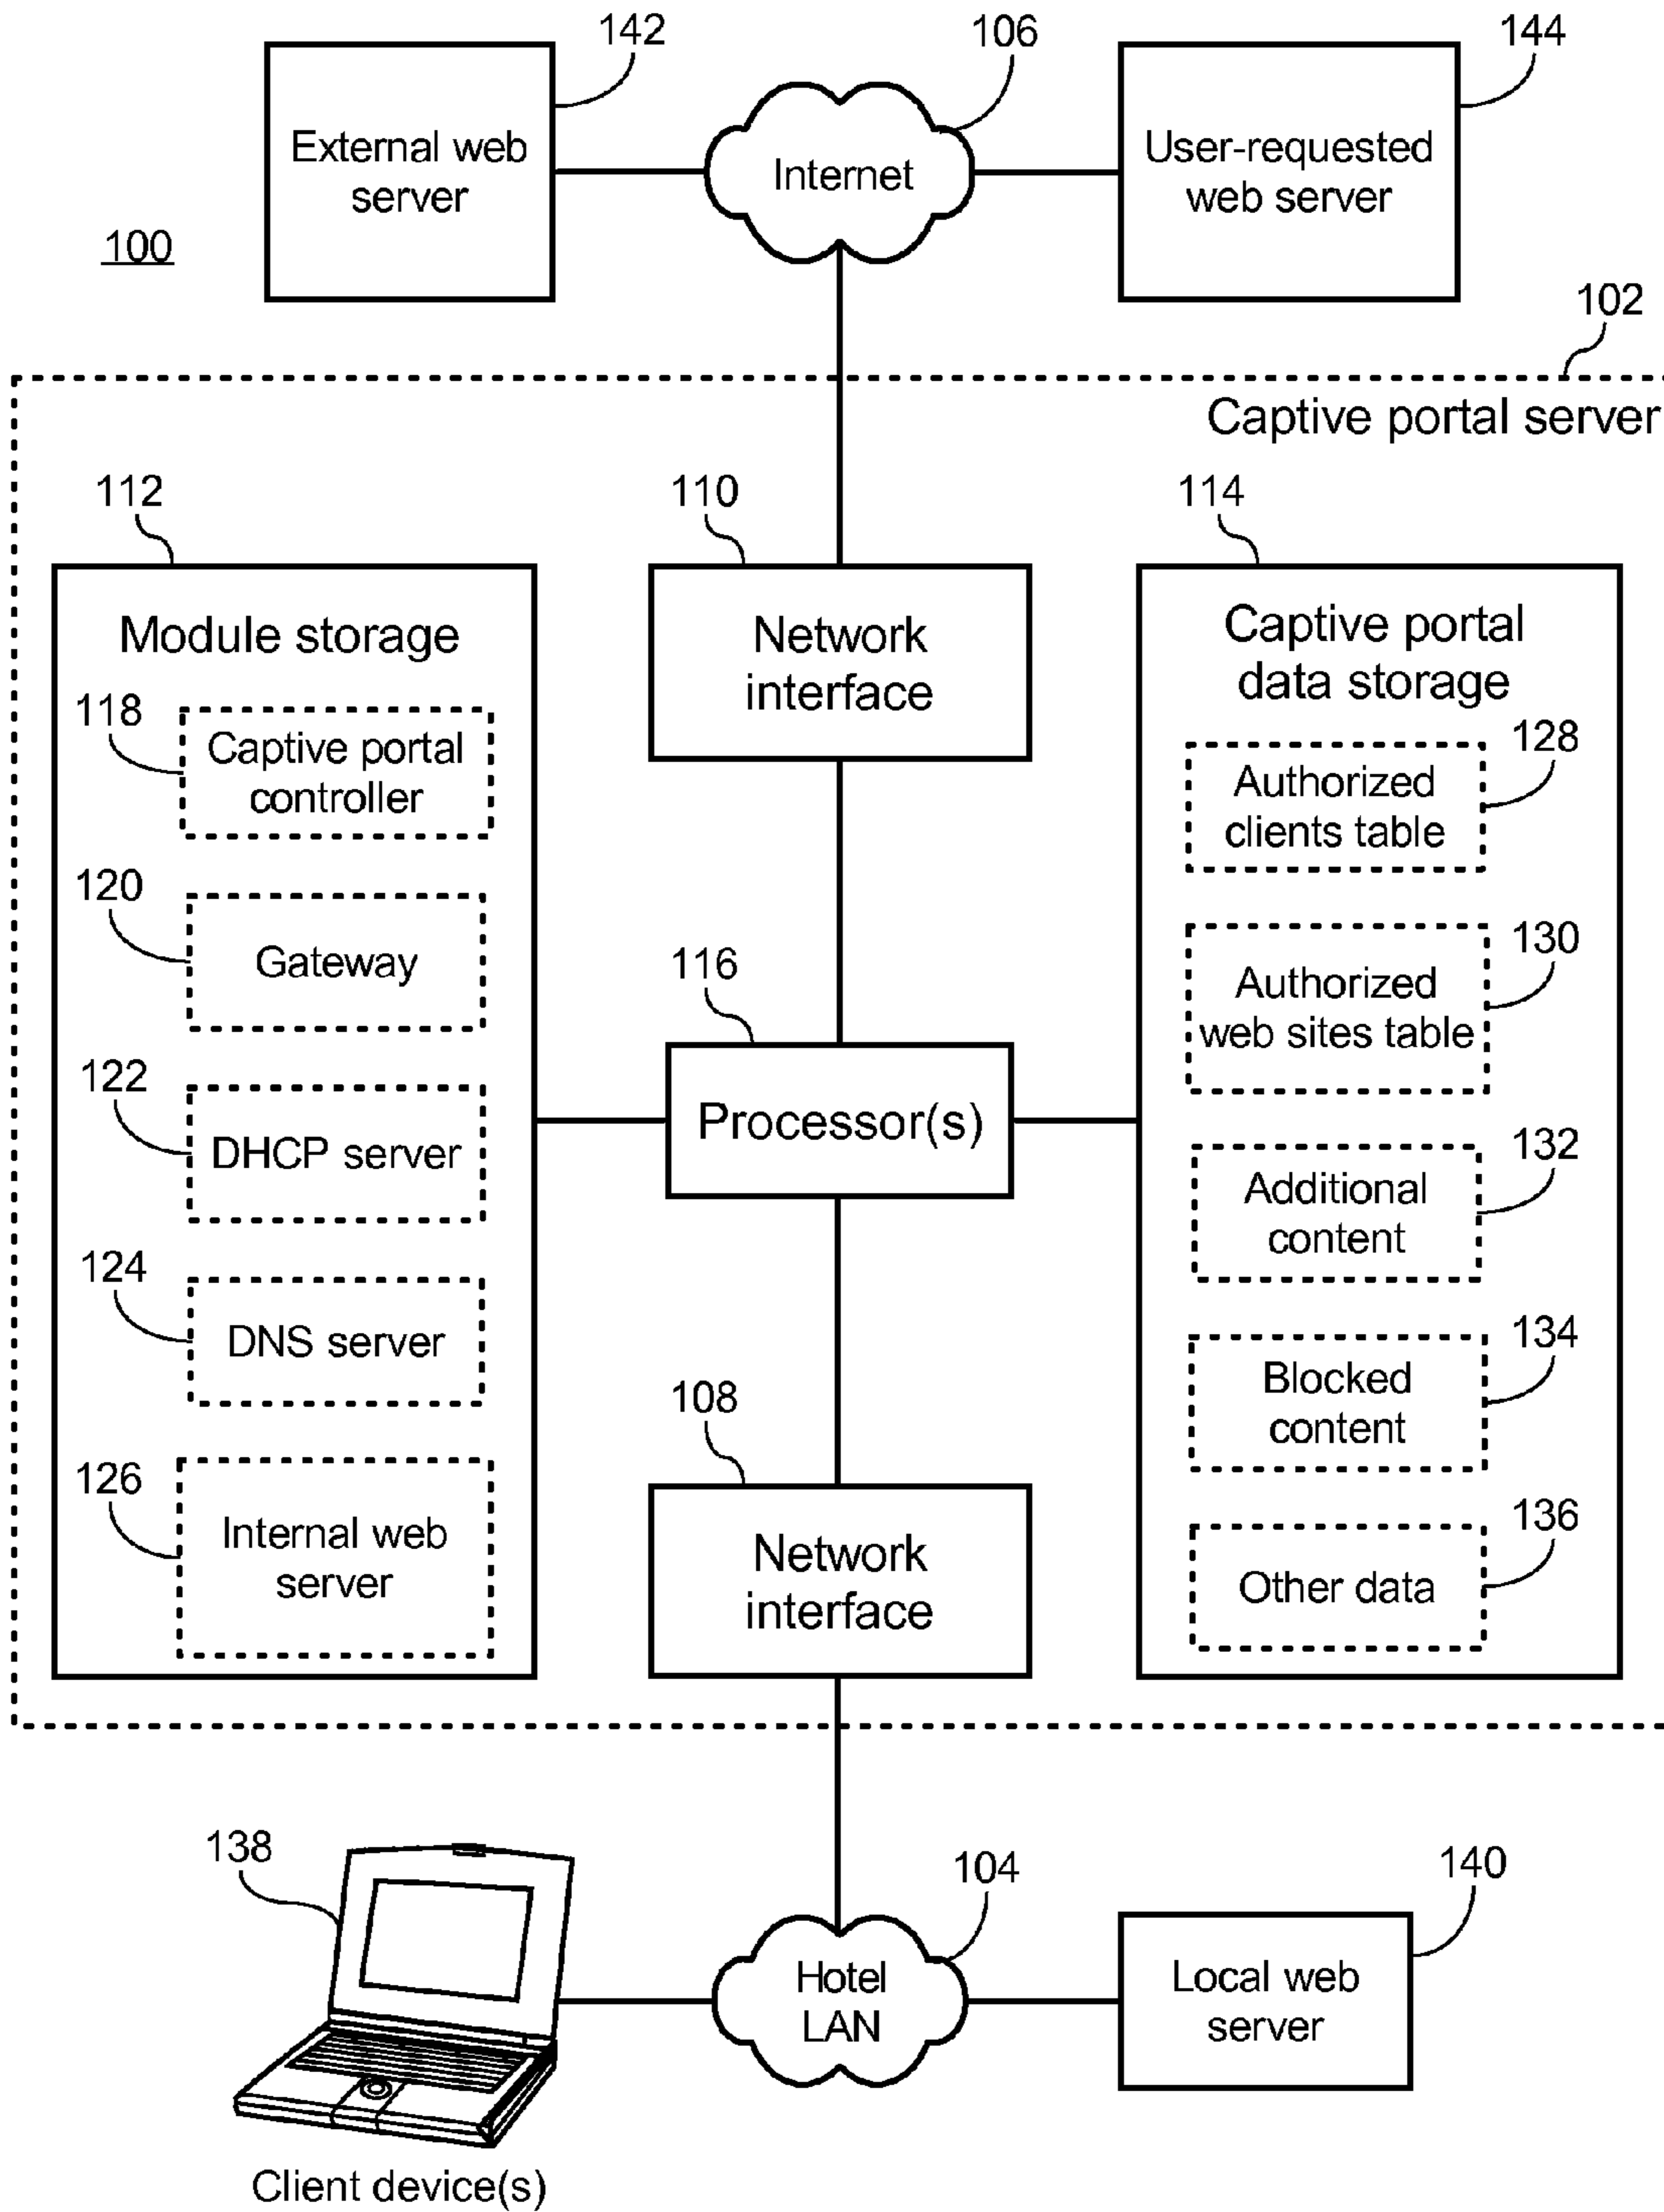 142
106
144
External web
server
Internet
User-requested
web server
100
102
Captive portal server
112
110
114
Module storage
Network
interface
Captive portal
data storage
118
Captive portal
controller
128
Authorized
clients table
120
Gateway
130
Authorized
web sites table
116
Processor(s)
122
DHCP server
132
Additional
content
124
DNS server
134
Blocked
content
108
Network
interface
126
Internal web
server
136
Other data
138
104
140
Hotel
LAN
Local web
server
Client device(s)